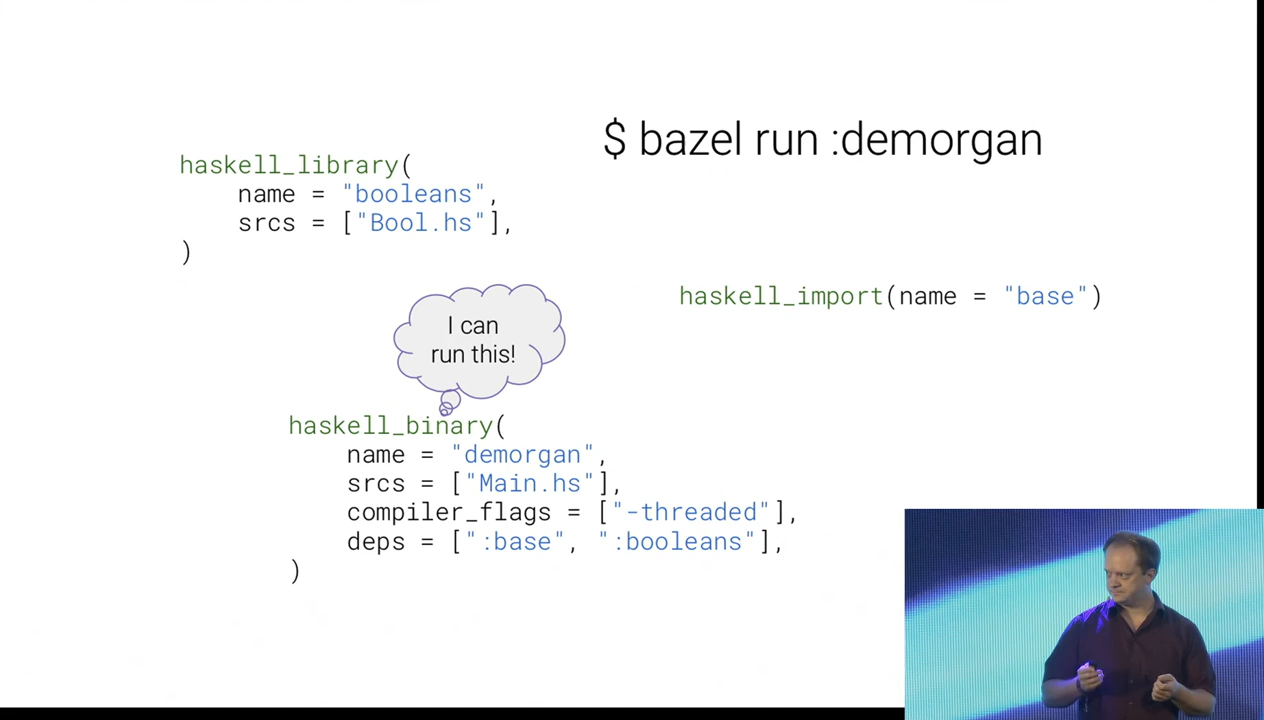 $ bazel run :demorgan
haskell_library(
    name = "booleans",
    srcs = ["Bool.hs"],
)
haskell_import(name = "base")
I can
run this!
haskell_binary(
    name = "demorgan",
    srcs = ["Main.hs"],
    compiler_flags = ["-threaded"],
    deps = [":base", ":booleans"],
)